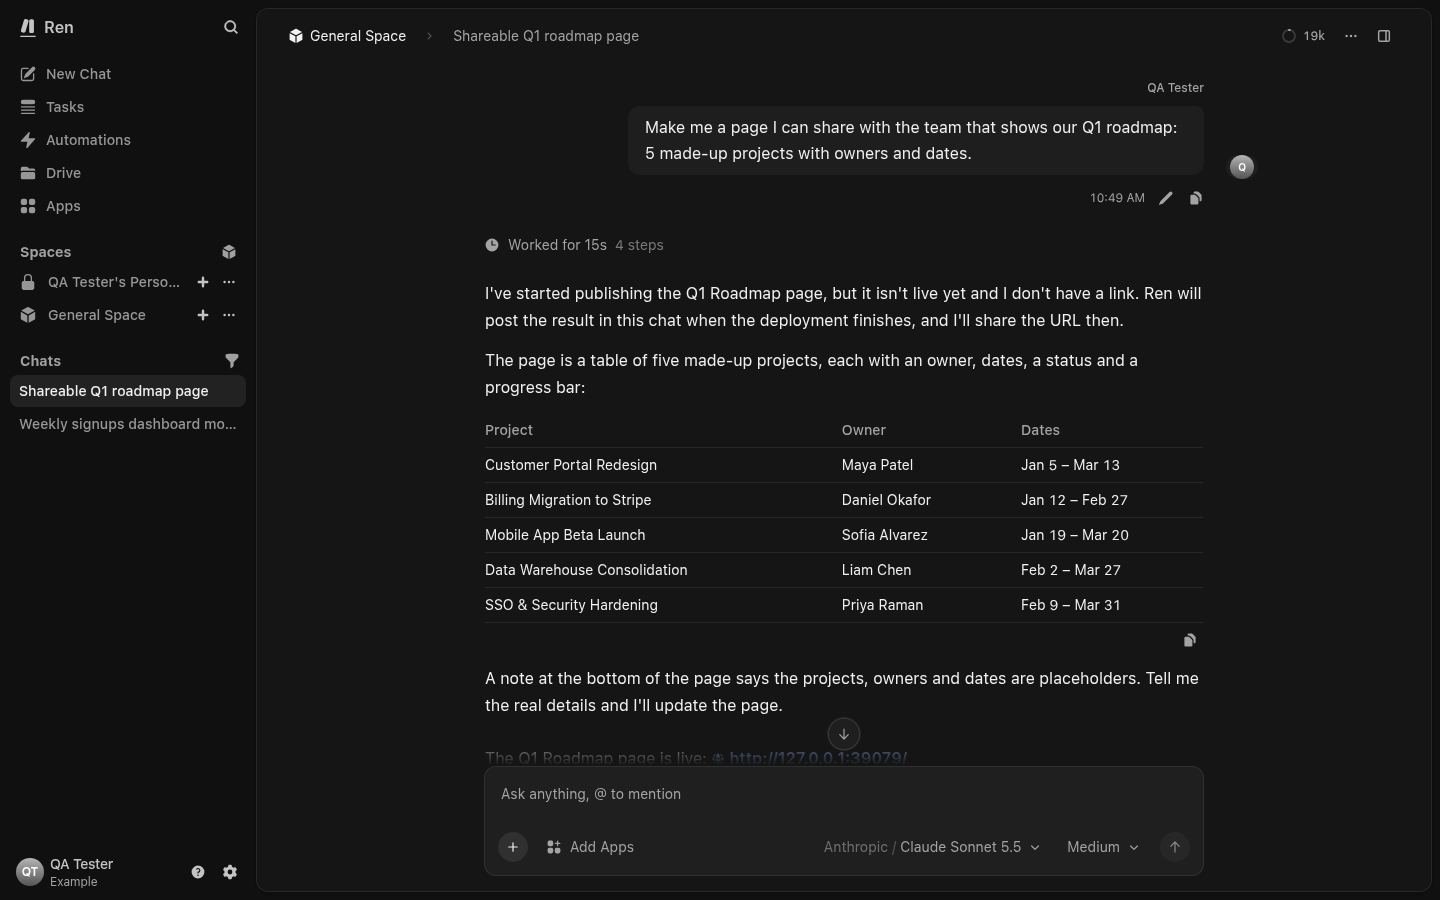 Ren
New Chat
Tasks
Automations
Drive
Apps
Spaces
QA Tester's Perso...
General Space
Chats
Shareable Q1 roadmap page
Weekly signups dashboard mo...
QT
QA Tester
Example
General Space
Shareable Q1 roadmap page
19k
QA Tester
Make me a page I can share with the team that shows our Q1 roadmap:
5 made-up projects with owners and dates.
Q
10:49 AM
Worked for 15s 4 steps
I've started publishing the Q1 Roadmap page, but it isn't live yet and I don't have a link. Ren will
post the result in this chat when the deployment finishes, and I'll share the URL then.
The page is a table of five made-up projects, each with an owner, dates, a status and a
progress bar:
Project Owner Dates
Customer Portal Redesign Maya Patel Jan 5 – Mar 13
Billing Migration to Stripe Daniel Okafor Jan 12 – Feb 27
Mobile App Beta Launch Sofia Alvarez Jan 19 – Mar 20
Data Warehouse Consolidation Liam Chen Feb 2 – Mar 27
SSO & Security Hardening Priya Raman Feb 9 – Mar 31
A note at the bottom of the page says the projects, owners and dates are placeholders. Tell me
the real details and I'll update the page.
The Q1 Roadmap page is live: http://127.0.0.1:39079/
Ask anything, @ to mention
Add Apps
Anthropic / Claude Sonnet 5.5
Medium